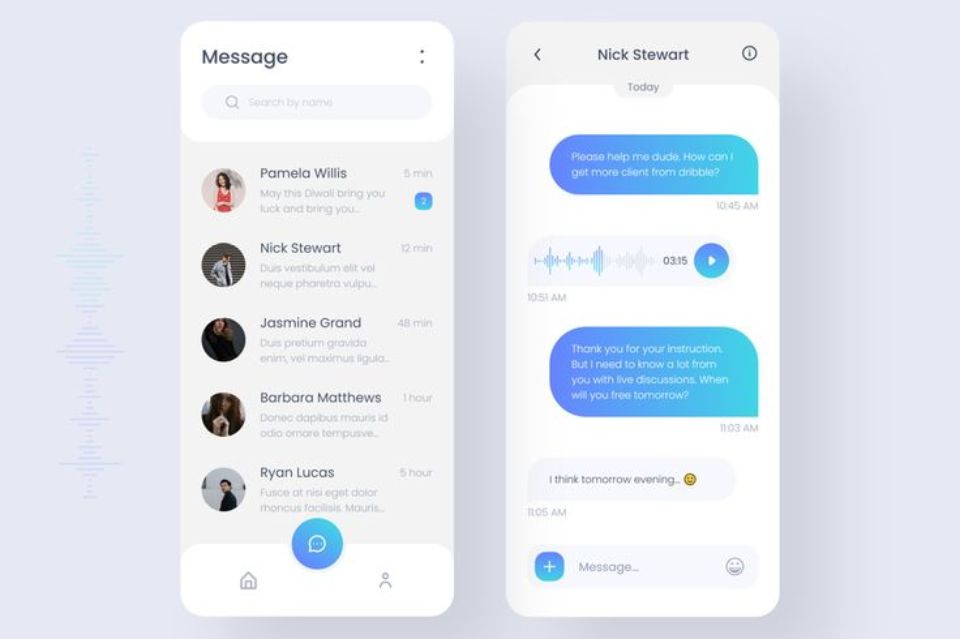 Message
Search by name
Pamela Willis
5 min
May this Diwali bring you
luck and bring you...
2
Nick Stewart
12 min
Duis vestibulum elit vel
neque pharetra vulpu...
Jasmine Grand
48 min
Duis pretium gravida
enim, vel maximus ligula...
Barbara Matthews
1 hour
Donec dapibus mauris id
odio ornare tempusve...
Ryan Lucas
5 hour
Fusce at nisi eget dolor
rhoncus facilisis. Mauris...
Nick Stewart
Today
Please help me dude. How can I
get more client from dribble?
10:45 AM
03:15
10:51 AM
Thank you for your instruction.
But I need to know a lot from
you with live discussions. When
will you free tomorrow?
11:03 AM
I think tomorrow evening... 😊
11:05 AM
Message...